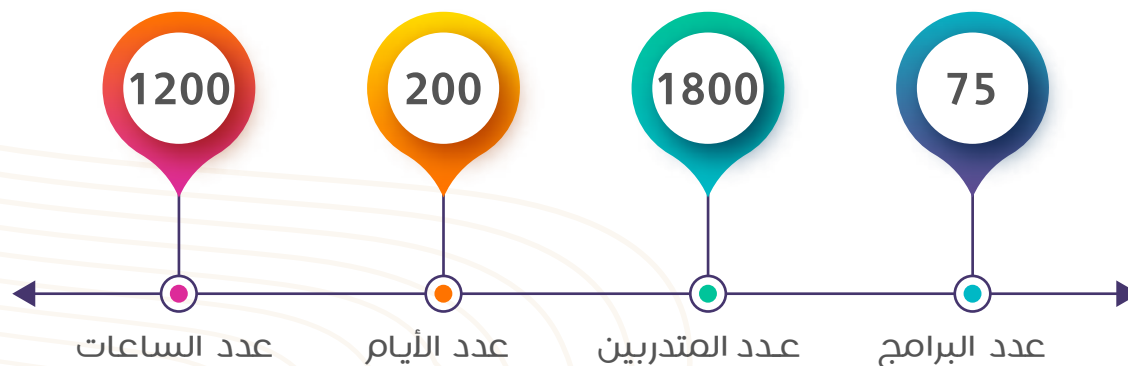 75
1800
200
1200
عدد البرامج
عدد المتدربين
عدد الأيام
عدد الساعات